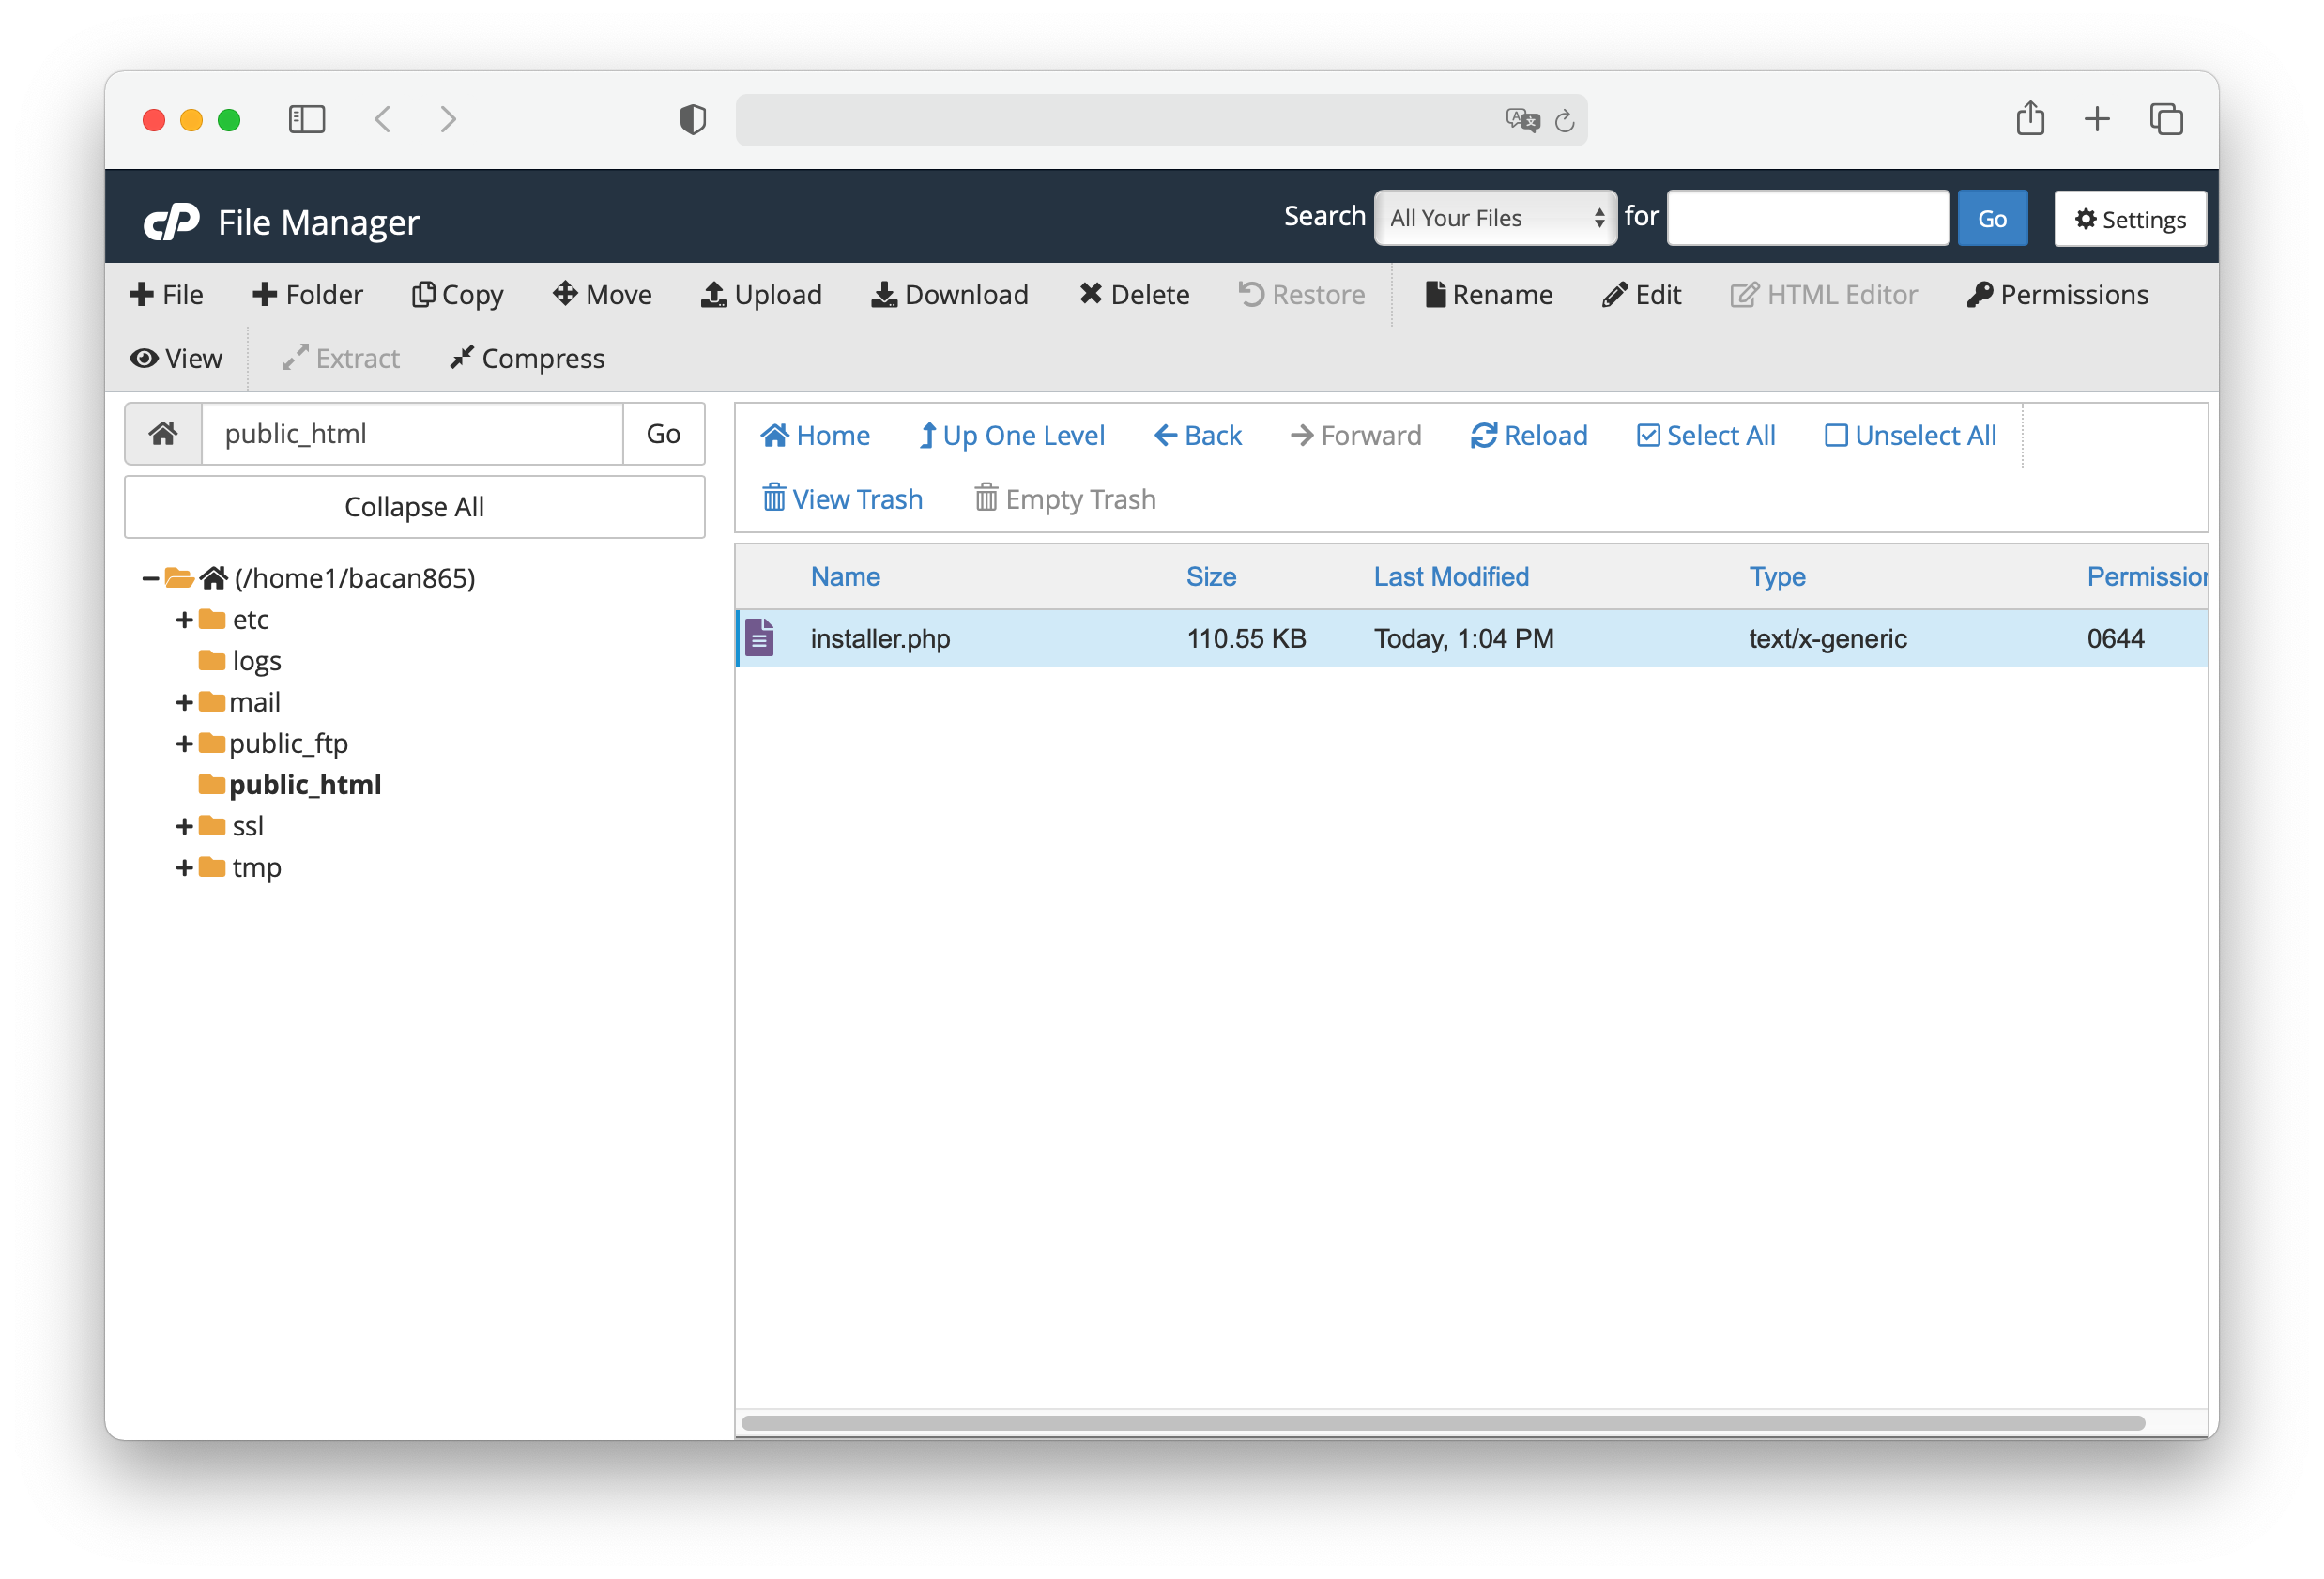 cP File Manager Search All Your Files for Go Settings
File Folder Copy Move Upload Download Delete Restore Rename Edit HTML Editor Permissions
View Extract Compress
public_html Go
Collapse All
(/home1/bacan865)
etc
logs
mail
public_ftp
public_html
ssl
tmp
Home Up One Level Back Forward Reload Select All Unselect All
View Trash Empty Trash
Name Size Last Modified Type Permission
installer.php 110.55 KB Today, 1:04 PM text/x-generic 0644